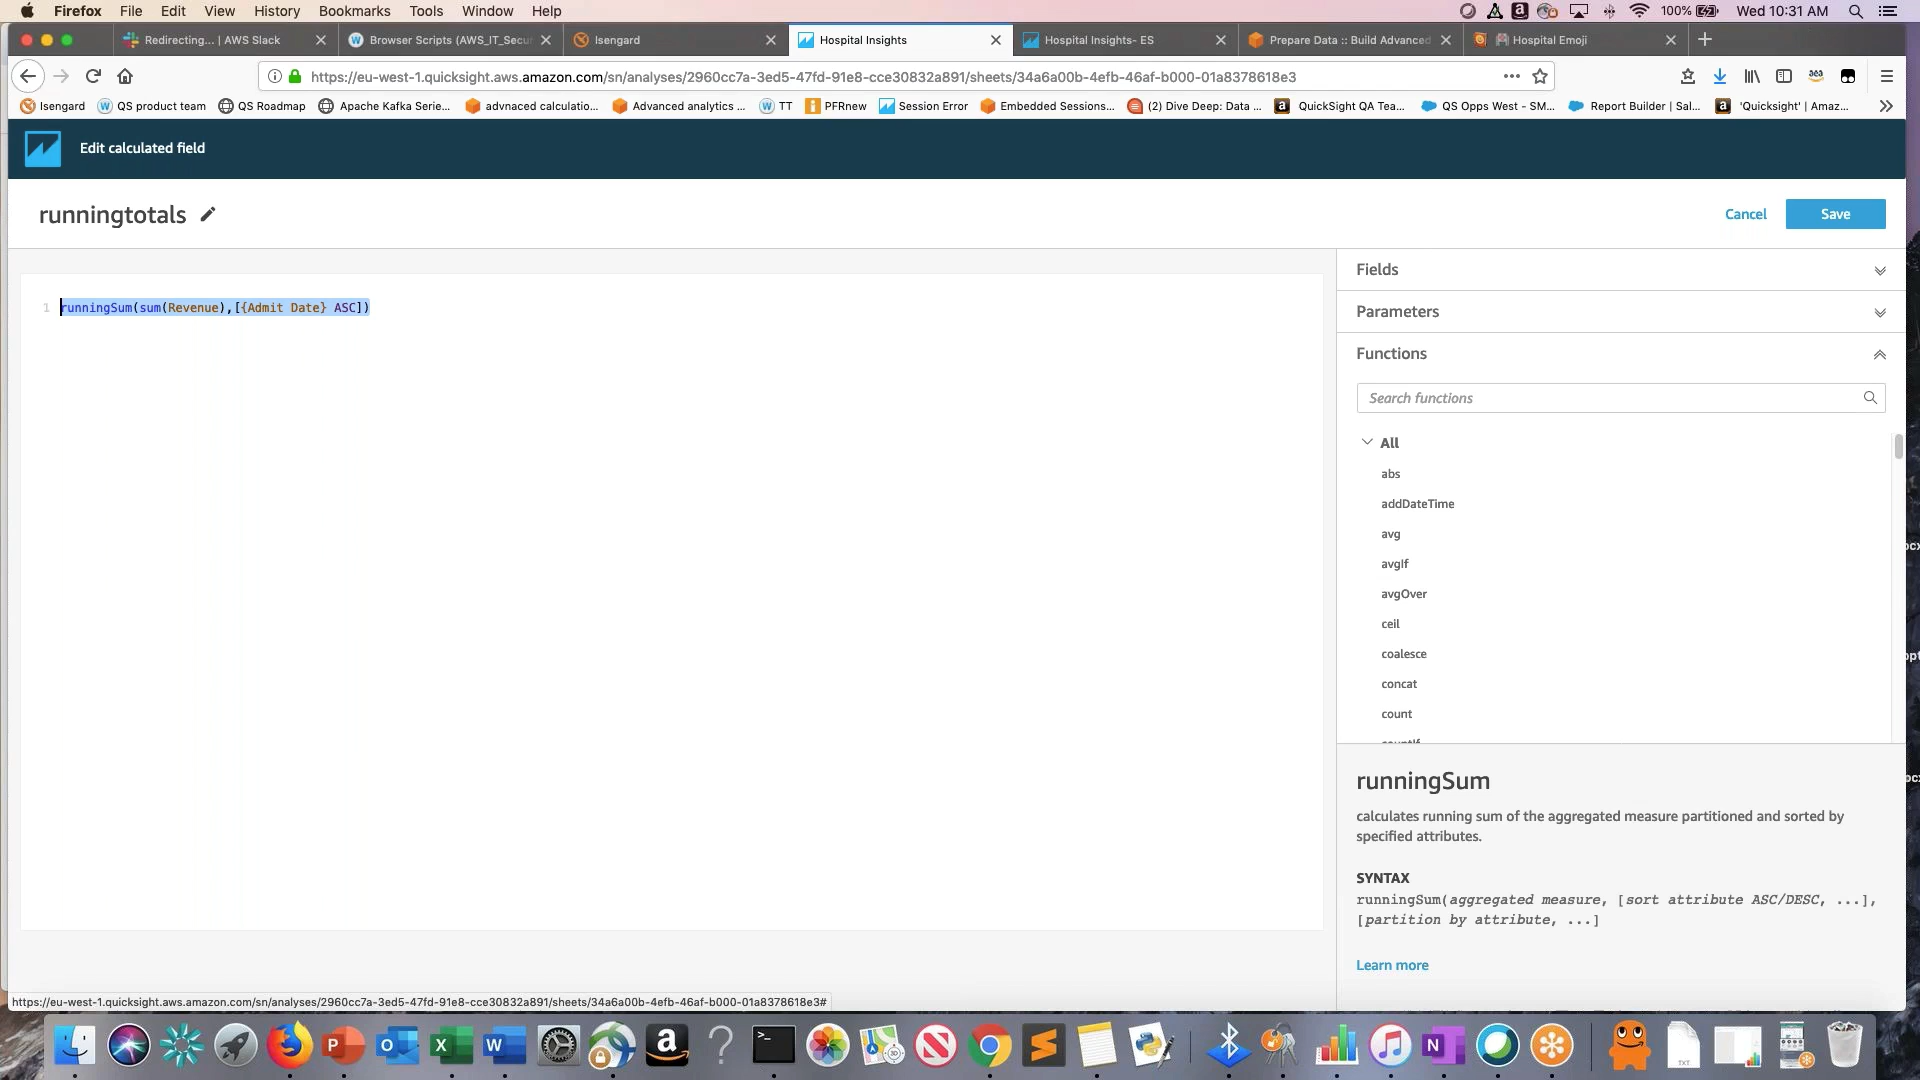 Firefox File Edit View History Bookmarks Tools Window Help 100% Wed 10:31 AM
Redirecting... | AWS Slack
Browser Scripts (AWS_IT_Secur
Isengard
Hospital Insights
Hospital Insights- ES
Prepare Data :: Build Advanced
Hospital Emoji
https://eu-west-1.quicksight.aws.amazon.com/sn/analyses/2960cc7a-3ed5-47fd-91e8-cce30832a891/sheets/34a6a00b-4efb-46af-b000-01a8378618e3
Isengard QS product team QS Roadmap Apache Kafka Serie... advnaced calculatio... Advanced analytics ... TT PFRnew Session Error Embedded Sessions... (2) Dive Deep: Data ... QuickSight QA Tea... QS Opps West - SM... Report Builder | Sal... 'Quicksight' | Amaz...
Edit calculated field
runningtotals
Cancel
Save
1 runningSum(sum(Revenue),[{Admit Date} ASC])
Fields
Parameters
Functions
Search functions
All
abs
addDateTime
avg
avgIf
avgOver
ceil
coalesce
concat
count
countIf
runningSum
calculates running sum of the aggregated measure partitioned and sorted by
specified attributes.
SYNTAX
runningSum(aggregated measure, [sort attribute ASC/DESC, ...],
[partition by attribute, ...]
Learn more
https://eu-west-1.quicksight.aws.amazon.com/sn/analyses/2960cc7a-3ed5-47fd-91e8-cce30832a891/sheets/34a6a00b-4efb-46af-b000-01a8378618e3#